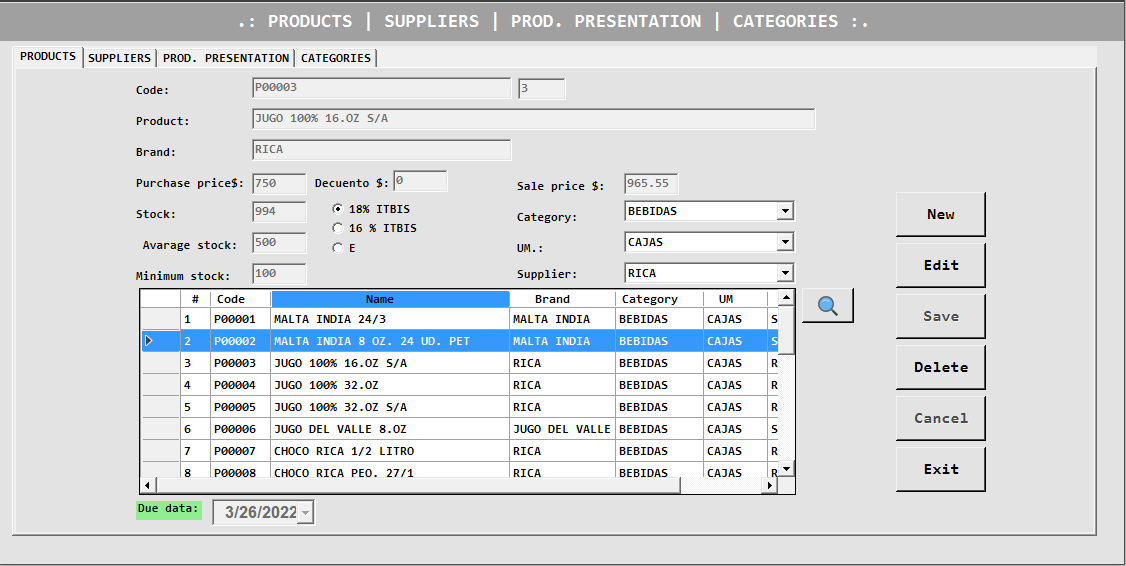 .: PRODUCTS | SUPPLIERS | PROD. PRESENTATION | CATEGORIES :.
PRODUCTS SUPPLIERS PROD. PRESENTATION CATEGORIES
Code: P00003 3
Product: JUGO 100% 16.OZ S/A
Brand: RICA
Purchase price$: 750 Decuento $: 0 Sale price $: 965.55
Stock: 994 18% ITBIS Category: BEBIDAS New
16 % ITBIS
Avarage stock: 500 E UM.: CAJAS Edit
Minimum stock: 100 Supplier: RICA
# Code Name Brand Category UM
1 P00001 MALTA INDIA 24/3 MALTA INDIA BEBIDAS CAJAS S Save
2 P00002 MALTA INDIA 8 OZ. 24 UD. PET MALTA INDIA BEBIDAS CAJAS S
3 P00003 JUGO 100% 16.OZ S/A RICA BEBIDAS CAJAS R Delete
4 P00004 JUGO 100% 32.OZ RICA BEBIDAS CAJAS R
5 P00005 JUGO 100% 32.OZ S/A RICA BEBIDAS CAJAS R Cancel
6 P00006 JUGO DEL VALLE 8.OZ JUGO DEL VALLE BEBIDAS CAJAS S
7 P00007 CHOCO RICA 1/2 LITRO RICA BEBIDAS CAJAS R
8 P00008 CHOCO RICA PEO. 27/1 RICA BEBIDAS CAJAS R Exit
Due data: 3/26/2022